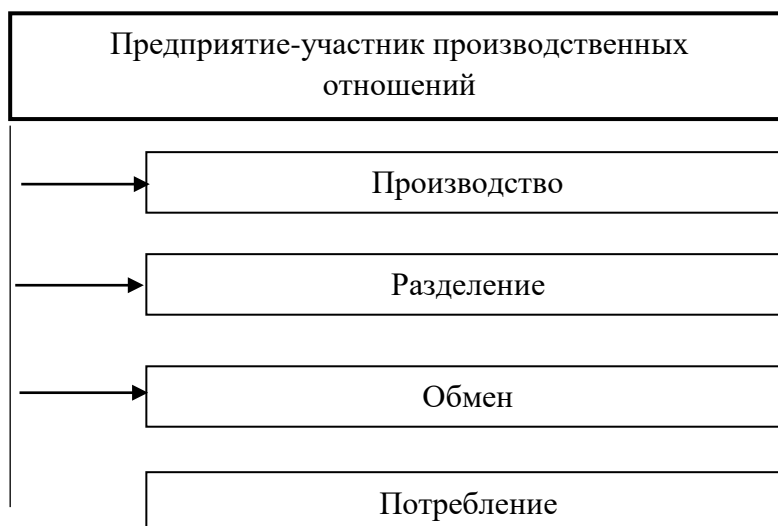 Предприятие-участник производственных
отношений
Производство
Разделение
Обмен
Потребление